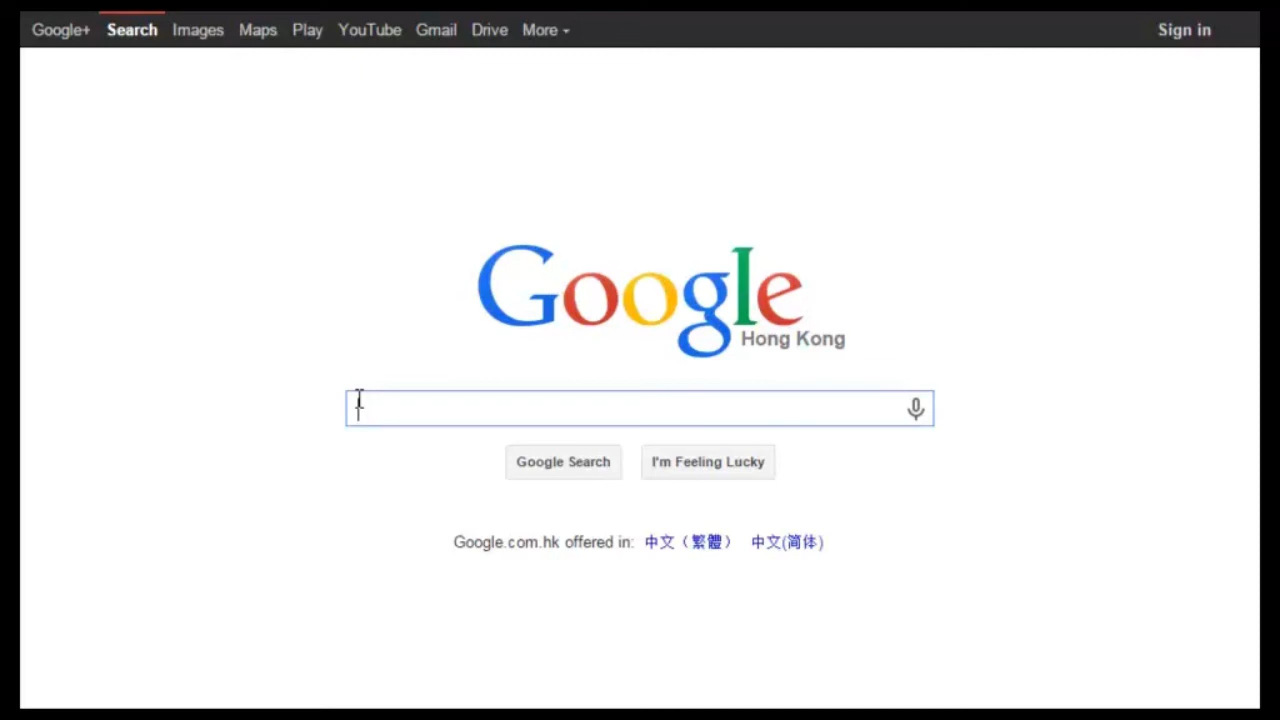 Google+ Search Images Maps Play YouTube Gmail Drive More Sign in
Google
Hong Kong
Google Search I'm Feeling Lucky
Google.com.hk offered in: 中文（繁體） 中文(简体)